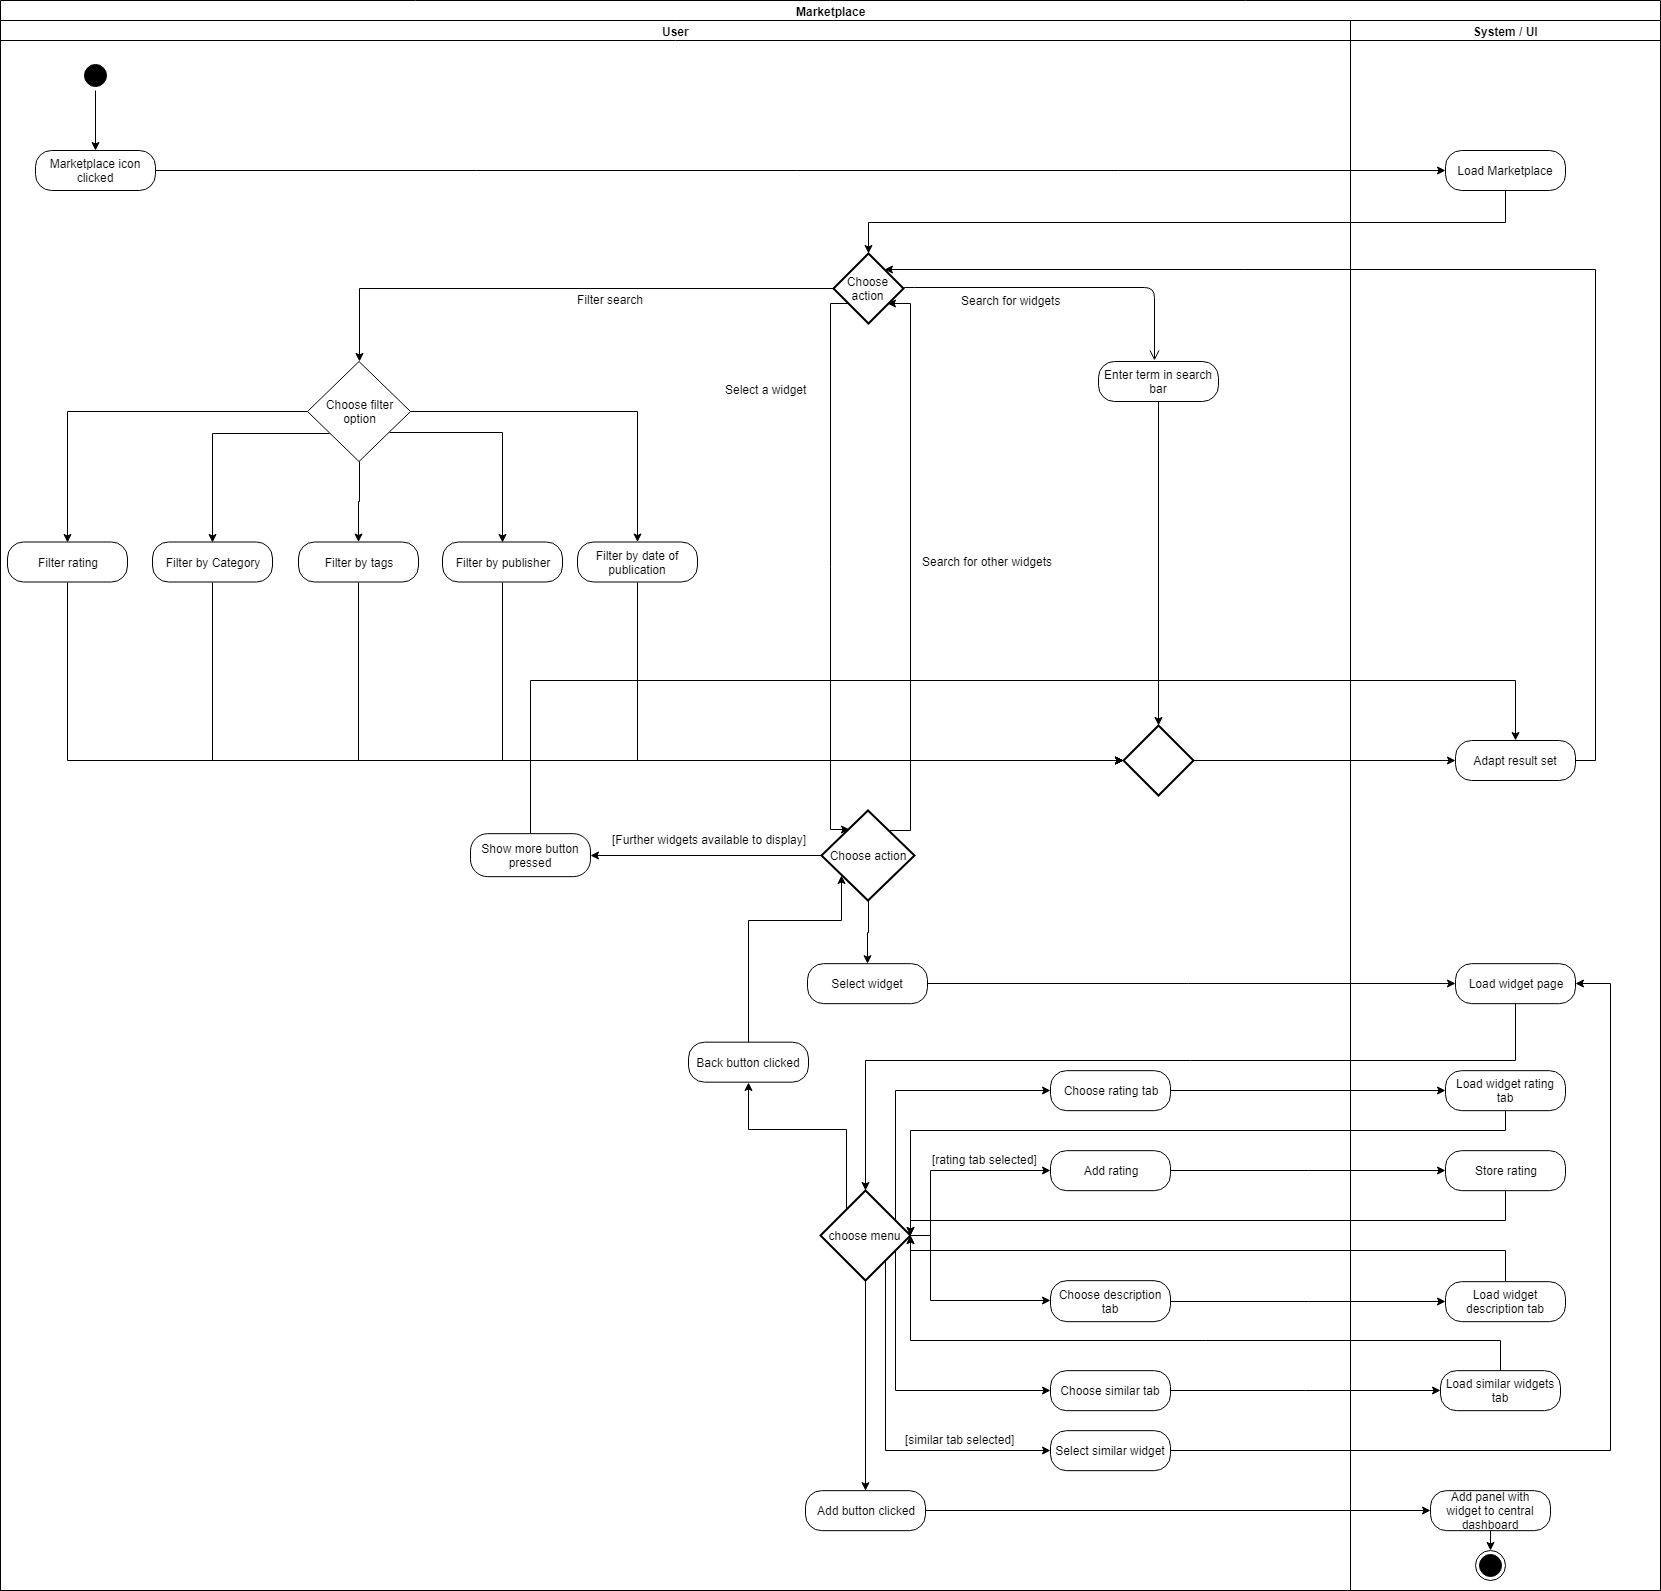 Marketplace
User
System / UI
Marketplace icon
clicked
Load Marketplace
Choose
action
Filter search
Search for widgets
Enter term in search
bar
Select a widget
Choose filter
option
Filter rating
Filter by Category
Filter by tags
Filter by publisher
Filter by date of
publication
Search for other widgets
Adapt result set
[Further widgets available to display]
Show more button
pressed
Choose action
Select widget
Load widget page
Back button clicked
Choose rating tab
Load widget rating
tab
[rating tab selected]
Add rating
Store rating
choose menu
Choose description
tab
Load widget
description tab
Choose similar tab
Load similar widgets
tab
[similar tab selected]
Select similar widget
Add button clicked
Add panel with
widget to central
dashboard